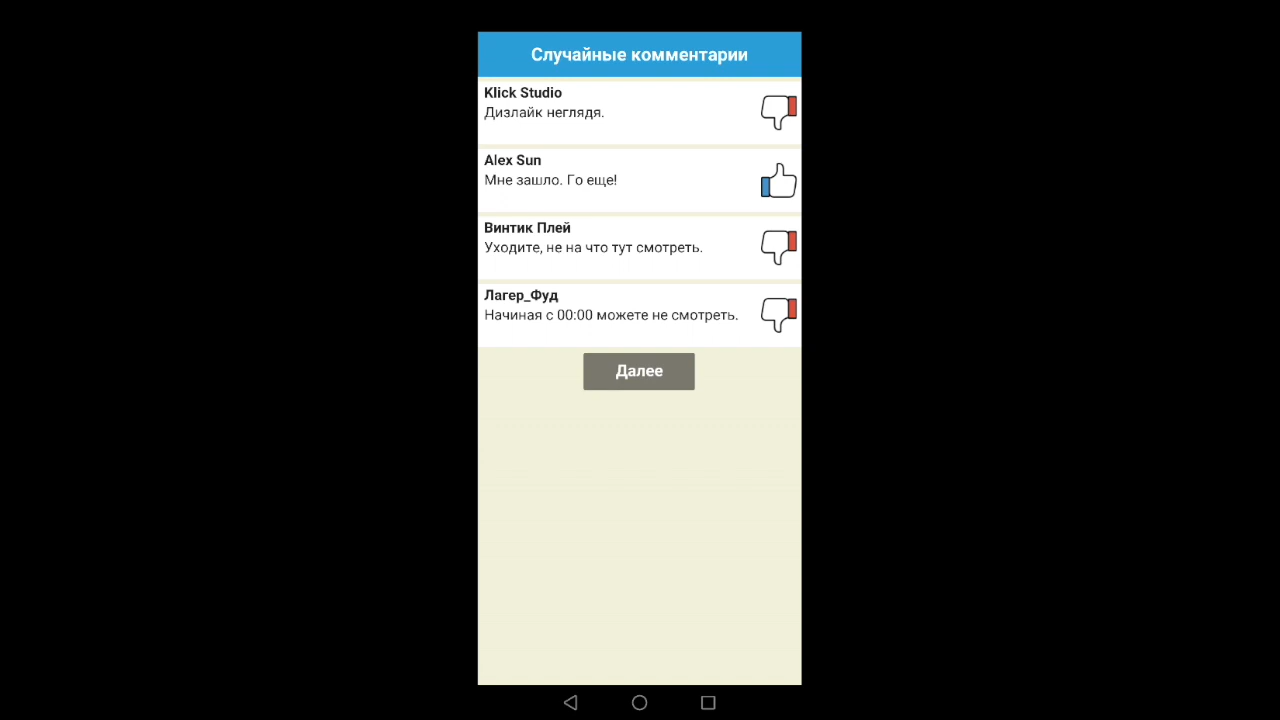 Случайные комментарии
Klick Studio
Дизлайк неглядя.
Alex Sun
Мне зашло. Го еще!
Винтик Плей
Уходите, не на что тут смотреть.
Лагер_Фуд
Начиная с 00:00 можете не смотреть.
Далее